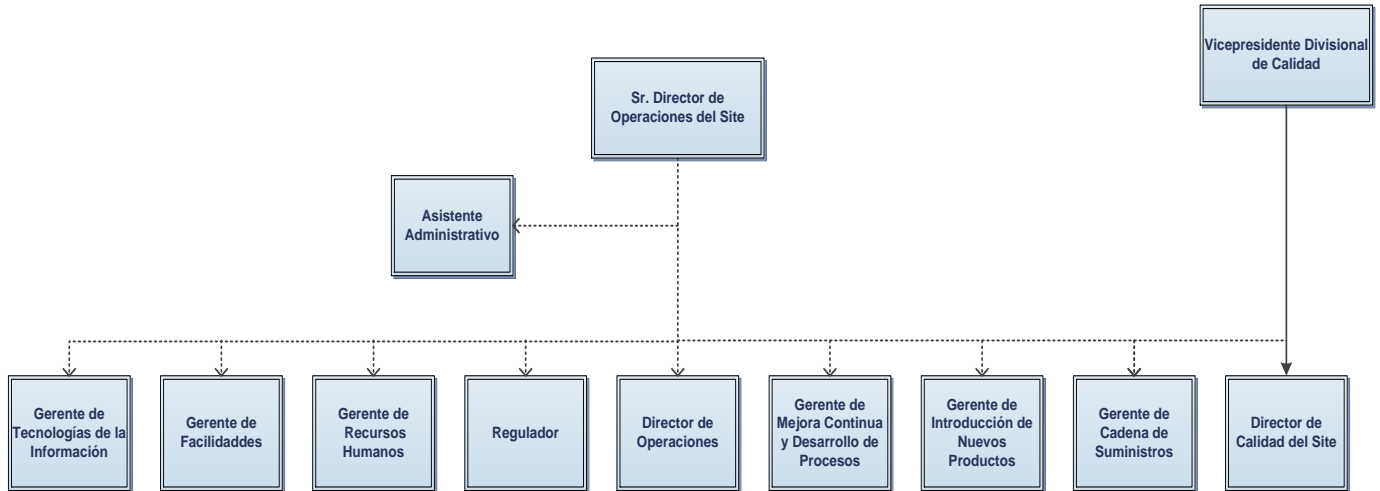 Vicepresidente Divisional
de Calidad
Sr. Director de
Operaciones del Site
Asistente
Administrativo
Gerente de
Tecnologías de la
Información
Gerente de
Facilidaddes
Gerente de
Recursos
Humanos
Regulador
Director de
Operaciones
Gerente de
Mejora Continua
y Desarrollo de
Procesos
Gerente de
Introducción de
Nuevos
Productos
Gerente de
Cadena de
Suministros
Director de
Calidad del Site